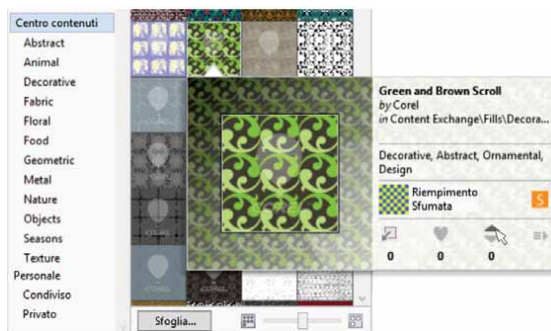 Centro contenuti
Abstract
Animal
Decorative
Fabric
Floral
Food
Geometric
Metal
Nature
Objects
Seasons
Texture
Personale
Condiviso
Privato
Green and Brown Scroll
by Corel
in Content Exchange\Fills\Decora...
Decorative, Abstract, Ornamental,
Design
Riempimento
Sfumata
S
0 0 0
Sfoglia...